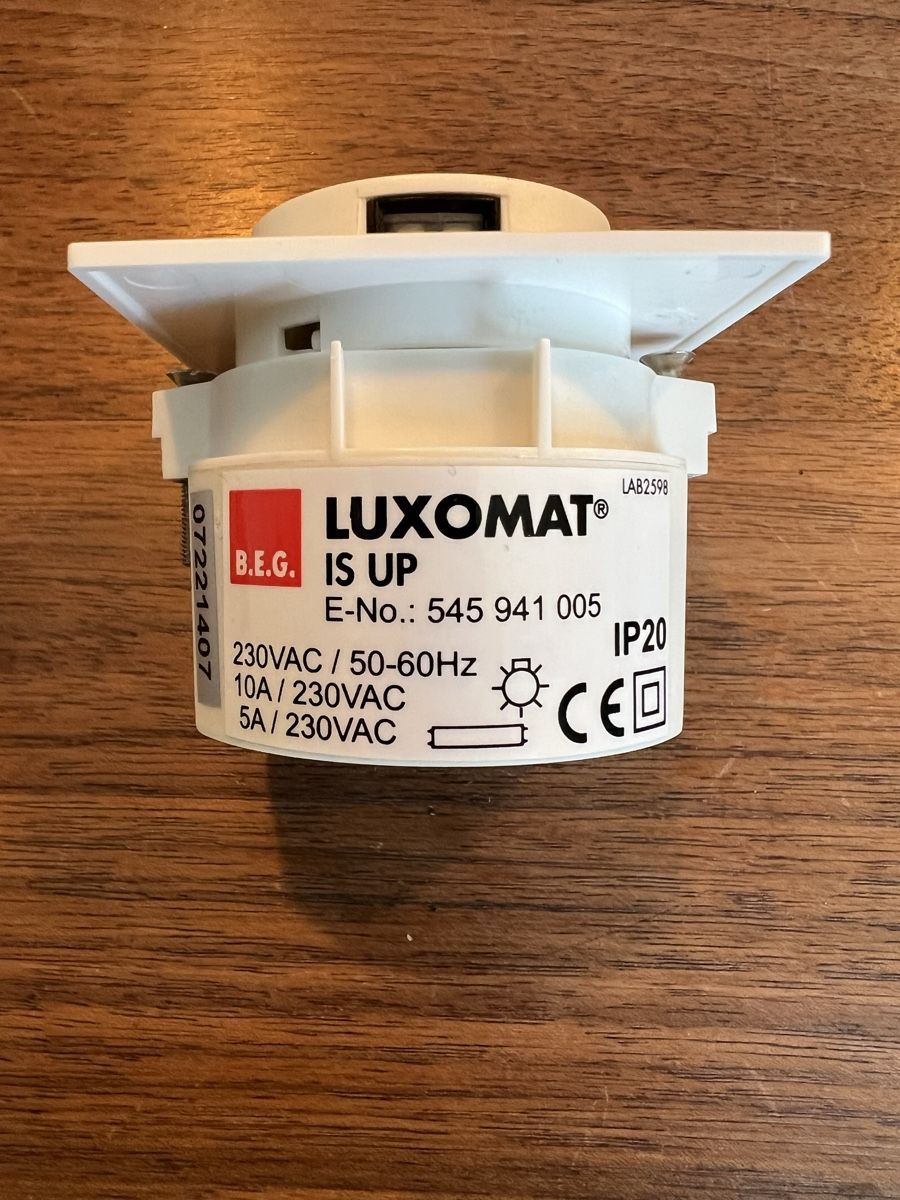 LAB2598
B.E.G.
LUXOMAT®
IS UP
E-No.: 545 941 005
IP20
230VAC / 50-60Hz
10A / 230VAC
5A / 230VAC
CE
07221407